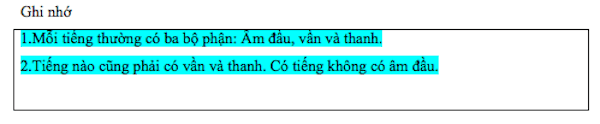 Ghi nhớ
1.Mỗi tiếng thường có ba bộ phận: Âm đầu, vần và thanh.
2.Tiếng nào cũng phải có vần và thanh. Có tiếng không có âm đầu.